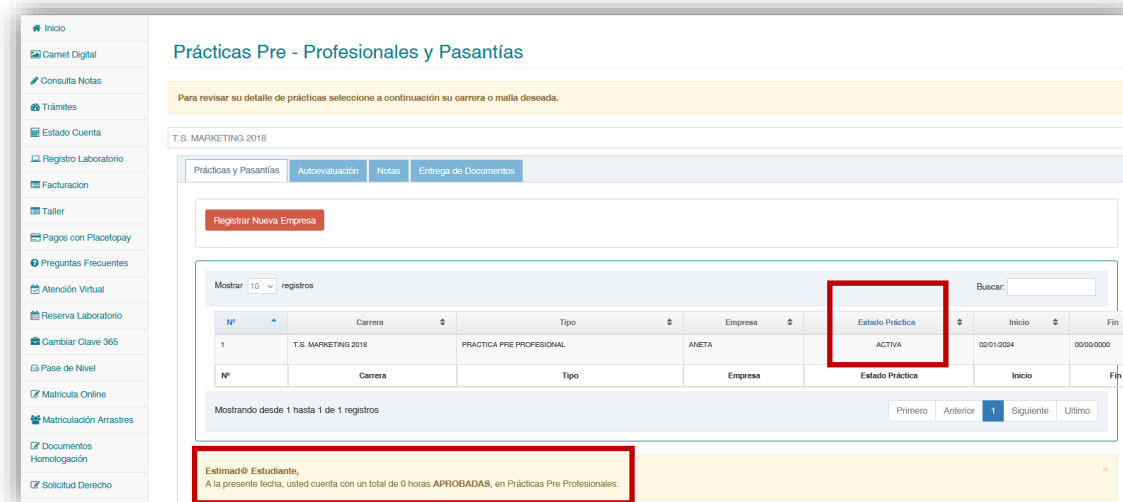 Inicio
Carnet Digital
Consulta Notas
Trámites
Estado Cuenta
Registro Laboratorio
Facturacion
Taller
Pagos con Placetopay
Preguntas Frecuentes
Atención Virtual
Reserva Laboratorio
Cambiar Clave 365
Pase de Nivel
Matricula Online
Matriculación Arrastres
Documentos
Homologación
Solicitud Derecho
Prácticas Pre - Profesionales y Pasantías
Para revisar su detalle de prácticas seleccione a continuación su carrera o malla deseada.
T.S. MARKETING 2018
Prácticas y Pasantías Autoevaluación Notas Entrega de Documentos
Registrar Nueva Empresa
Mostrar 10 registros Buscar:
Nº Carrera Tipo Empresa Estado Práctica Inicio Fin
1 T.S. MARKETING 2018 PRACTICA PRE PROFESIONAL ANETA ACTIVA 02/01/2024 00/00/0000
Nº Carrera Tipo Empresa Estado Práctica Inicio Fin
Mostrando desde 1 hasta 1 de 1 registros Primero Anterior 1 Siguiente Ultimo
Estimad@ Estudiante,
A la presente fecha, usted cuenta con un total de 0 horas APROBADAS, en Prácticas Pre Profesionales.